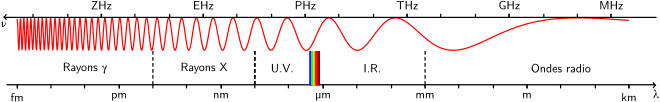 ZHz EHz PHz THz GHz MHz
ν
Rayons γ Rayons X U.V. I.R. Ondes radio
fm pm nm μm mm m km
λ